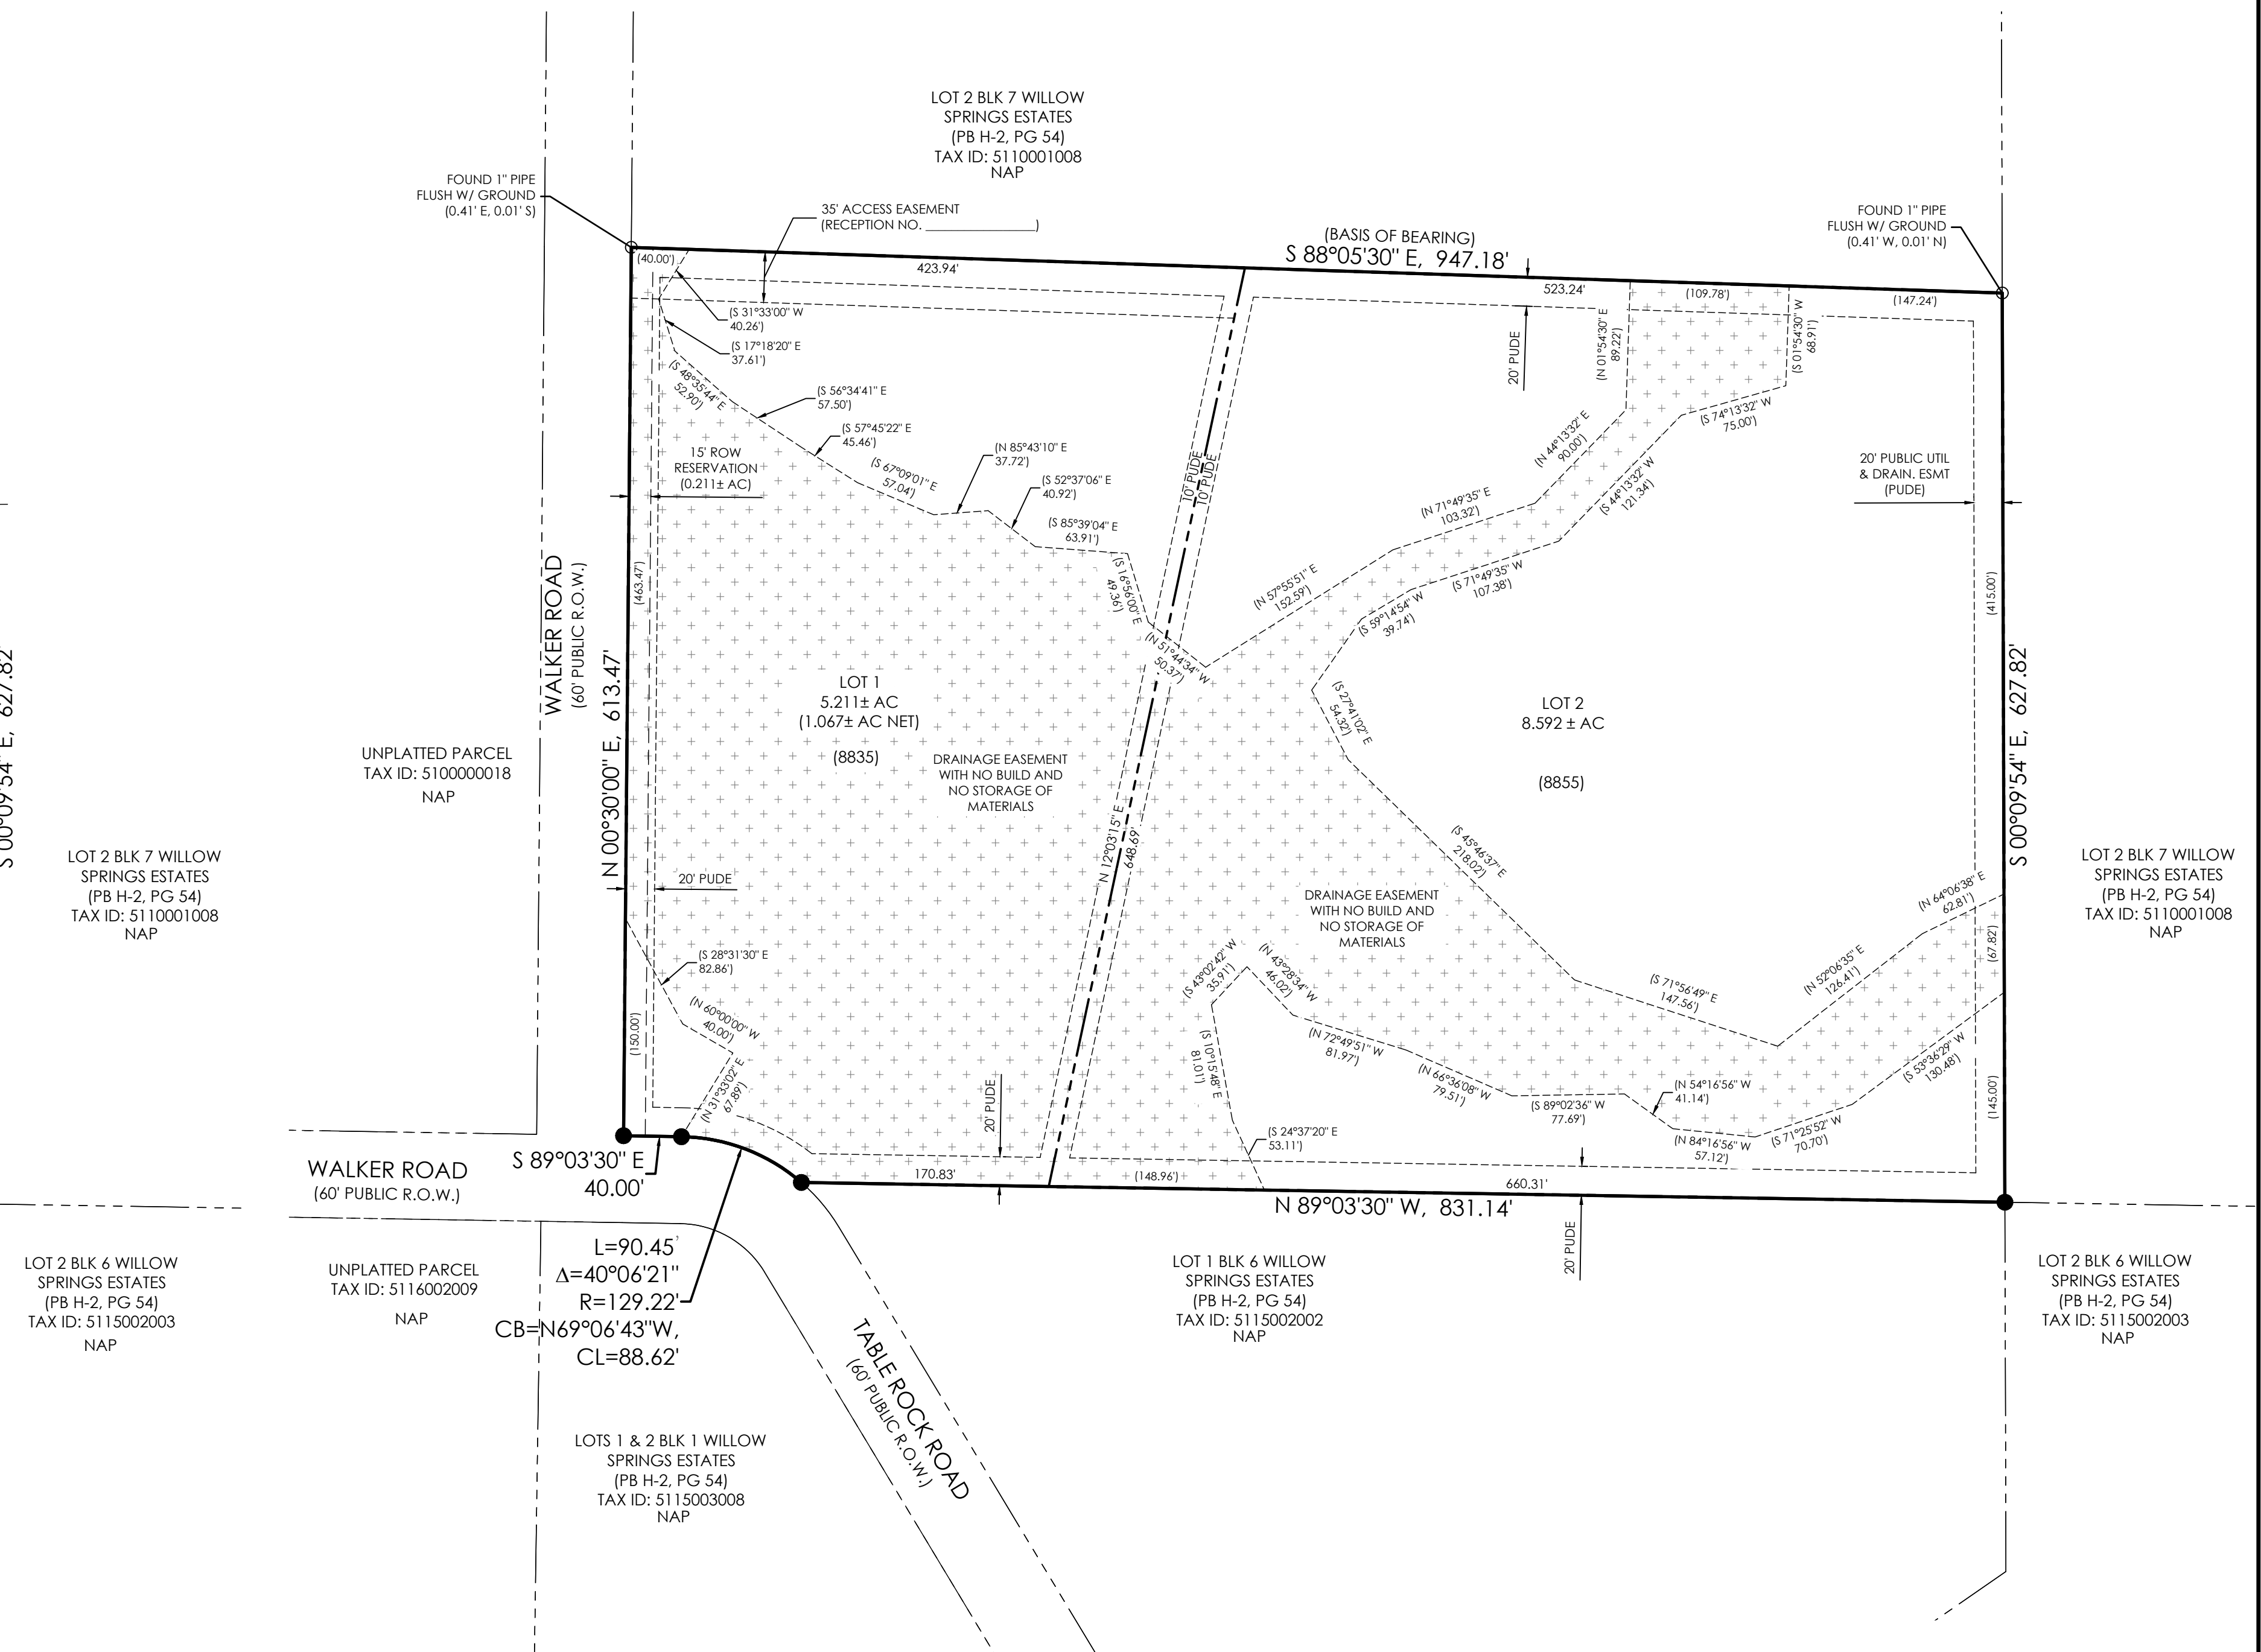 LOT 2 BLK 7 WILLOW
SPRINGS ESTATES
(PB H-2, PG 54)
TAX ID: 5110001008
NAP
FOUND 1" PIPE
FLUSH W/ GROUND
(0.41' E, 0.01' S)
35' ACCESS EASEMENT
(RECEPTION NO. ________________)
(BASIS OF BEARING)
S 88°05'30" E, 947.18'
FOUND 1" PIPE
FLUSH W/ GROUND
(0.41' W, 0.01' N)
(40.00')
423.94'
523.24'
(109.78')
(147.24')
(S 31°33'00" W
40.26')
(S 17°18'20" E
37.61')
(S 48°35'44" E
52.90')
(S 56°34'41" E
57.50')
(S 57°45'22" E
45.46')
(S 67°09'01" E
57.04')
(N 85°43'10" E
37.72')
(S 52°37'06" E
40.92')
(S 85°39'04" E
63.91')
(S 16°56'00" E
49.36')
(N 51°44'34" W
50.37')
15' ROW
RESERVATION
(0.211± AC)
10' PUDE
10' PUDE
20' PUDE
(N 01°54'30" E
89.22')
(S 01°54'30" W
68.91')
(S 74°13'32" W
75.00')
(N 44°13'32" E
90.00')
(S 44°13'32" W
121.34')
(N 71°49'35" E
103.32')
(S 71°49'35" W
107.38')
(N 57°55'51" E
152.59')
(S 59°14'54" W
39.74')
(S 27°41'02" E
54.32')
20' PUBLIC UTIL
& DRAIN. ESMT
(PUDE)
(415.00')
S 00°09'54" E, 627.82'
S 00°09'54" E, 627.82'
WALKER ROAD
(60' PUBLIC R.O.W.)
N 00°30'00" E, 613.47'
(463.47')
LOT 1
5.211± AC
(1.067± AC NET)
(8835)
DRAINAGE EASEMENT
WITH NO BUILD AND
NO STORAGE OF
MATERIALS
LOT 2
8.592 ± AC
(8855)
UNPLATTED PARCEL
TAX ID: 5100000018
NAP
LOT 2 BLK 7 WILLOW
SPRINGS ESTATES
(PB H-2, PG 54)
TAX ID: 5110001008
NAP
LOT 2 BLK 7 WILLOW
SPRINGS ESTATES
(PB H-2, PG 54)
TAX ID: 5110001008
NAP
N 12°03'15" E
648.69'
20' PUDE
(S 45°46'37" E
218.02')
DRAINAGE EASEMENT
WITH NO BUILD AND
NO STORAGE OF
MATERIALS
(N 64°06'38" E
62.81')
(67.82')
(N 52°06'35" E
126.41')
(S 71°56'49" E
147.56')
(S 43°02'42" W
35.91')
(N 43°28'34" W
46.02')
(S 28°31'30" E
82.86')
(N 60°00'00" W
40.00')
(150.00')
(N 31°33'02" E
67.89')
(S 10°15'48" E
81.01')
(N 72°49'51" W
81.97')
(N 66°36'08" W
79.51')
(S 89°02'36" W
77.69')
(N 54°16'56" W
41.14')
(N 84°16'56" W
57.12')
(S 71°25'52" W
70.70')
(S 53°36'29" W
130.48')
(145.00')
20' PUDE
(S 24°37'20" E
53.11')
WALKER ROAD
(60' PUBLIC R.O.W.)
S 89°03'30" E
40.00'
170.83'
(148.96')
660.31'
N 89°03'30" W, 831.14'
20' PUDE
L=90.45'
Δ=40°06'21"
R=129.22'
CB=N69°06'43"W,
CL=88.62'
LOT 2 BLK 6 WILLOW
SPRINGS ESTATES
(PB H-2, PG 54)
TAX ID: 5115002003
NAP
UNPLATTED PARCEL
TAX ID: 5116002009
NAP
LOT 1 BLK 6 WILLOW
SPRINGS ESTATES
(PB H-2, PG 54)
TAX ID: 5115002002
NAP
LOT 2 BLK 6 WILLOW
SPRINGS ESTATES
(PB H-2, PG 54)
TAX ID: 5115002003
NAP
TABLE ROCK ROAD
(60' PUBLIC R.O.W.)
LOTS 1 & 2 BLK 1 WILLOW
SPRINGS ESTATES
(PB H-2, PG 54)
TAX ID: 5115003008
NAP